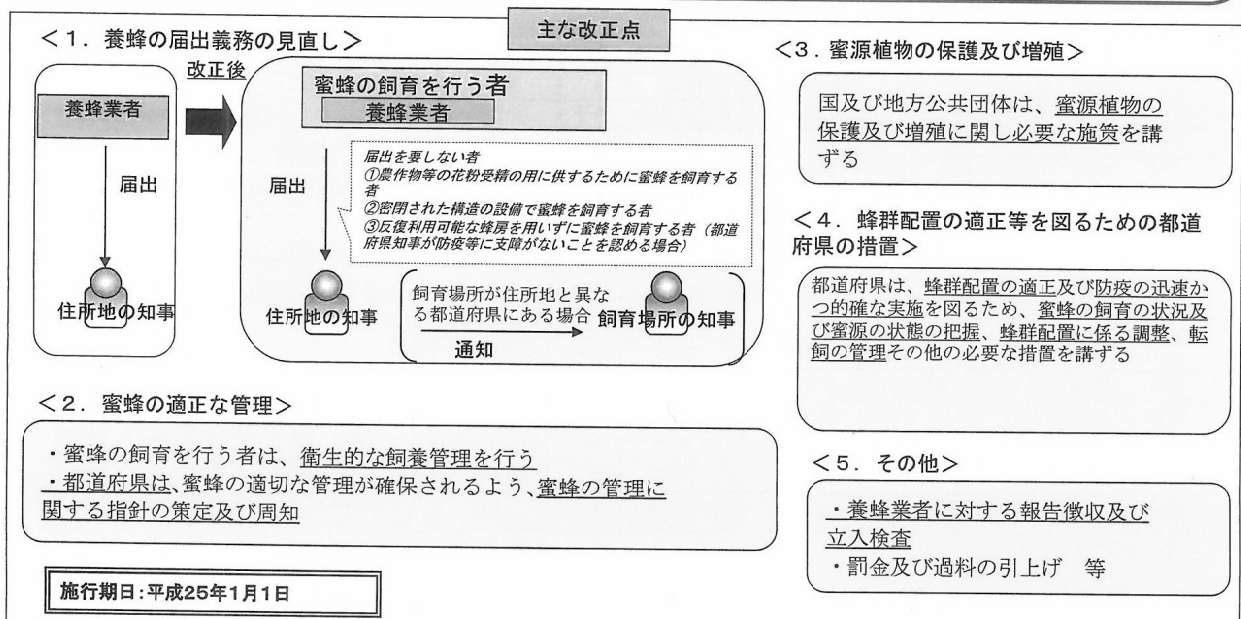 主な改正点
＜１．養蜂の届出義務の見直し＞
改正後
養蜂業者
届出
住所地の知事
蜜蜂の飼育を行う者
養蜂業者
届出
届出を要しない者
①農作物等の花粉受精の用に供するために蜜蜂を飼育する
者
②密閉された構造の設備で蜜蜂を飼育する者
③反復利用可能な蜂房を用いずに蜜蜂を飼育する者（都道
府県知事が防疫等に支障がないことを認める場合）
住所地の知事
飼育場所が住所地と異な
る都道府県にある場合
通知
飼育場所の知事
＜２．蜜蜂の適正な管理＞
・蜜蜂の飼育を行う者は、衛生的な飼養管理を行う
・都道府県は、蜜蜂の適切な管理が確保されるよう、蜜蜂の管理に
関する指針の策定及び周知
施行期日：平成25年1月1日
＜３．蜜源植物の保護及び増殖＞
国及び地方公共団体は、蜜源植物の
保護及び増殖に関し必要な施策を講
ずる
＜４．蜂群配置の適正等を図るための都道
府県の措置＞
都道府県は、蜂群配置の適正及び防疫の迅速か
つ的確な実施を図るため、蜜蜂の飼育の状況及
び蜜源の状態の把握、蜂群配置に係る調整、転
飼の管理その他の必要な措置を講ずる
＜５．その他＞
・養蜂業者に対する報告徴収及び
立入検査
・罰金及び過料の引上げ　等